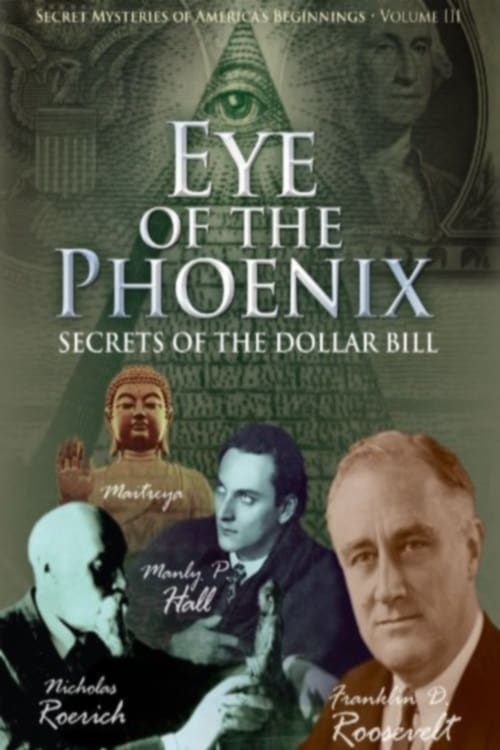 SECRET MYSTERIES OF AMERICA'S BEGINNINGS • VOLUME III
EYE
OF THE
PHOENIX
SECRETS OF THE DOLLAR BILL
Maitreya
Manly P.
Hall
Nicholas
Roerich
Franklin D.
Roosevelt